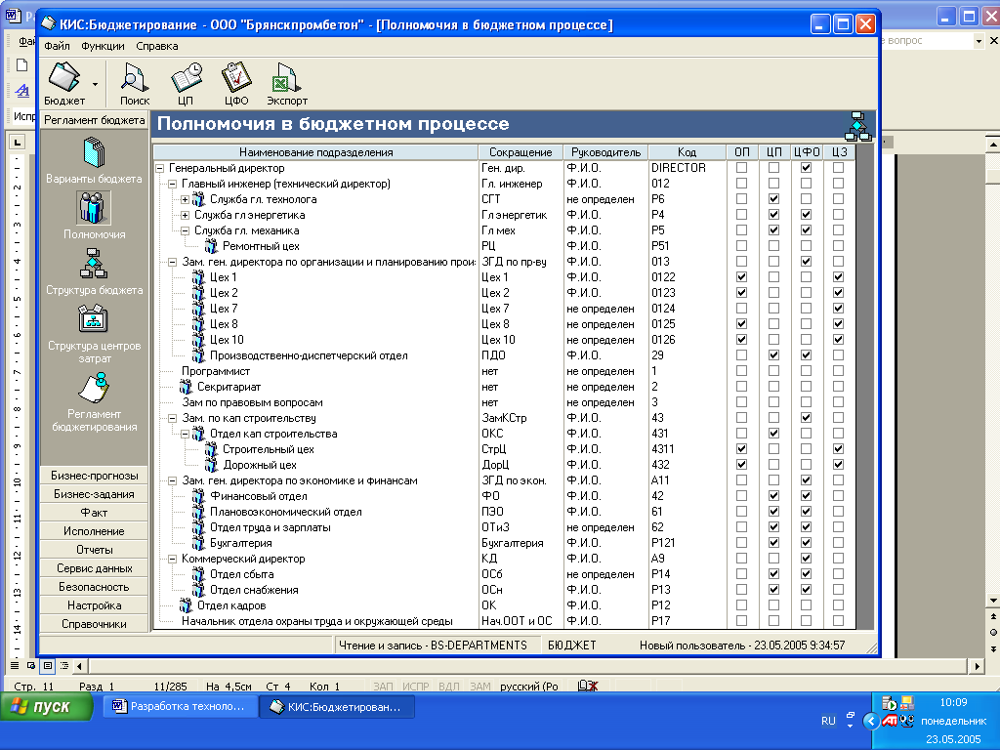 КИС:Бюджетирование - ООО "Брянскпромбетон" - [Полномочия в бюджетном процессе]
вопрос
Файл Функции Справка
Бюджет Поиск ЦП ЦФО Экспорт
Регламент бюджета
Полномочия в бюджетном процессе
Варианты бюджета
Полномочия
Структура бюджета
Структура центров затрат
Регламент бюджетирования
Бизнес-прогнозы
Бизнес-задания
Факт
Исполнение
Отчеты
Сервис данных
Безопасность
Настройка
Справочники
Наименование подразделения Сокращение Руководитель Код ОП ЦП ЦФО ЦЗ
Генеральный директор Ген. дир. Ф.И.О. DIRECTOR
Главный инженер (технический директор) Гл. инженер Ф.И.О. 012
Служба гл. технолога СГТ не определен Р6
Служба гл энергетика Гл энергетик Ф.И.О. Р4
Служба гл. механика Гл мех Ф.И.О. Р5
Ремонтный цех РЦ Ф.И.О. Р51
Зам. ген. директора по организации и планированию прои: ЗГД по пр-ву Ф.И.О. 013
Цех 1 Цех 1 Ф.И.О. 0122
Цех 2 Цех 2 Ф.И.О. 0123
Цех 7 Цех 7 не определен 0124
Цех 8 Цех 8 не определен 0125
Цех 10 Цех 10 не определен 0126
Производственно-диспетчерский отдел ПДО Ф.И.О. 29
Программист нет не определен 1
Секритариат нет не определен 2
Зам по правовым вопросам нет не определен 3
Зам. по кап строительству ЗамКСтр Ф.И.О. 43
Отдел кап строительства ОКС Ф.И.О. 431
Строительный цех СтрЦ Ф.И.О. 4311
Дорожный цех ДорЦ Ф.И.О. 432
Зам. ген. директора по экономике и финансам ЗГД по экон. Ф.И.О. А11
Финансовый отдел ФО Ф.И.О. 42
Плановоэкономический отдел ПЭО Ф.И.О. 61
Отдел труда и зарплаты ОТиЗ не определен 62
Бухгалтерия Бухгалтерия Ф.И.О. Р121
Коммерческий директор КД Ф.И.О. А9
Отдел сбыта ОСб не определен Р14
Отдел снабжения ОСн Ф.И.О. Р13
Отдел кадров ОК Ф.И.О. Р12
Начальник отдела охраны труда и окружающей среды Нач.ООТ и ОС Ф.И.О. Р17
Чтение и запись - BS-DEPARTMENTS БЮДЖЕТ Новый пользователь - 23.05.2005 9:34:57
Стр. 11 Разд 1 11/285 На 4,5см Ст 4 Кол 1 ЗАП ИСПР ВДЛ ЗАМ русский (Ро
пуск Разработка техноло... КИС:Бюджетирован... RU 10:09
понедельник
23.05.2005